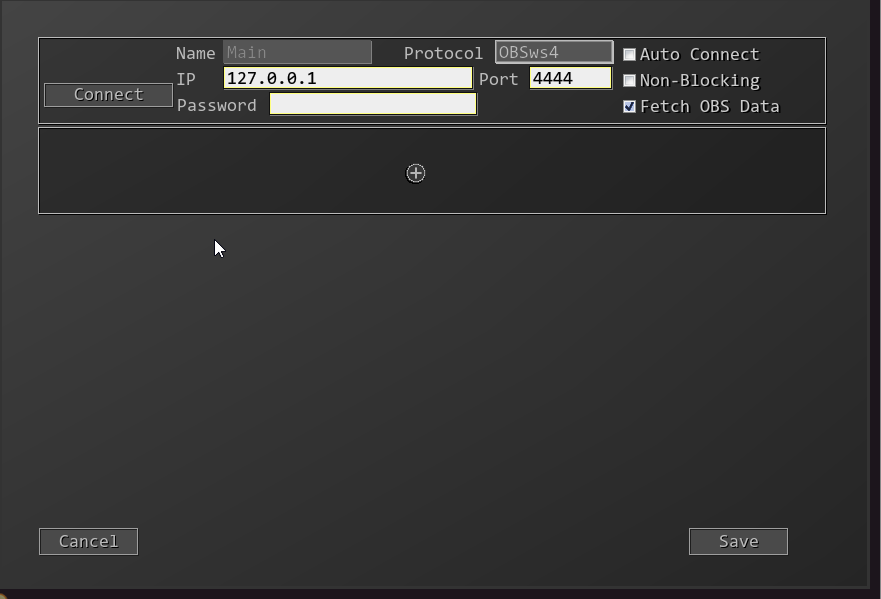 Name Main Protocol OBSws4 Auto Connect
IP 127.0.0.1 Port 4444 Non-Blocking
Connect
Password Fetch OBS Data
Cancel Save